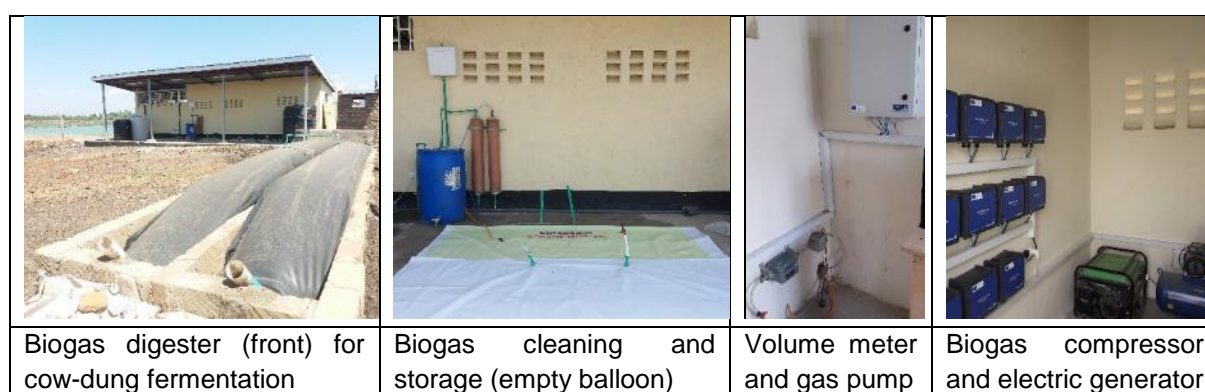 Biogas digester (front) for
cow-dung fermentation
Biogas cleaning and
storage (empty balloon)
Volume meter
and gas pump
Biogas compressor
and electric generator